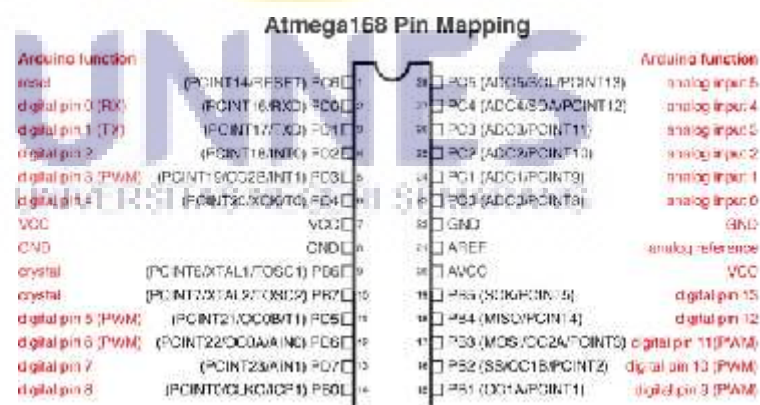 Atmega168 Pin Mapping
UNNES
Arduino function
Arduino function
reset (PCINT14/RESET) PC6 1 28 PC5 (ADC5/SCL/PCINT13) analog input 5
digital pin 0 (RX) (PCINT16/RXD) PD0 2 27 PC4 (ADC4/SDA/PCINT12) analog input 4
digital pin 1 (TX) (PCINT17/TXD) PD1 3 26 PC3 (ADC3/PCINT11) analog input 3
digital pin 2 (PCINT18/INT0) PD2 4 25 PC2 (ADC2/PCINT10) analog input 2
digital pin 3 (PWM) (PCINT19/OC2B/INT1) PD3 5 24 PC1 (ADC1/PCINT9) analog input 1
digital pin 4 (PCINT20/XCK/T0) PD4 6 23 PC0 (ADC0/PCINT8) analog input 0
VCC VCC 7 22 GND GND
GND GND 8 21 AREF analog reference
crystal (PCINT6/XTAL1/TOSC1) PB6 9 20 AVCC VCC
crystal (PCINT7/XTAL2/TOSC2) PB7 10 19 PB5 (SCK/PCINT5) digital pin 13
digital pin 5 (PWM) (PCINT21/OC0B/T1) PD5 11 18 PB4 (MISO/PCINT4) digital pin 12
digital pin 6 (PWM) (PCINT22/OC0A/AIN0) PD6 12 17 PB3 (MOSI/OC2A/PCINT3) digital pin 11(PWM)
digital pin 7 (PCINT23/AIN1) PD7 13 16 PB2 (SS/OC1B/PCINT2) digital pin 10 (PWM)
digital pin 8 (PCINT0/CLKO/ICP1) PB0 14 15 PB1 (OC1A/PCINT1) digital pin 9 (PWM)